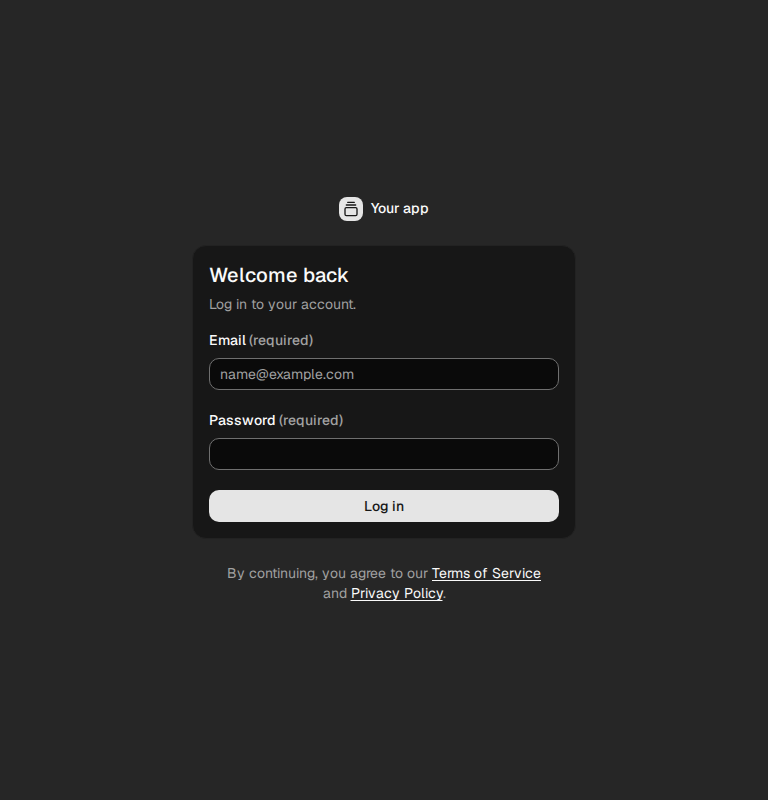 Your app
Welcome back
Log in to your account.
Email (required)
name@example.com
Password (required)
Log in
By continuing, you agree to our Terms of Service
and Privacy Policy.